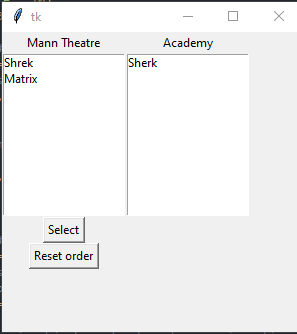 tk
Mann Theatre Academy
Shrek Sherk
Matrix
Select
Reset order